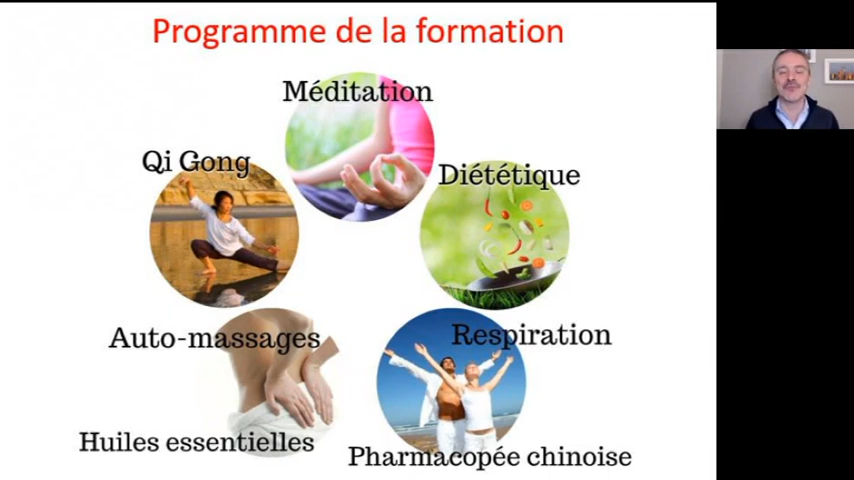 Programme de la formation
Méditation
Qi Gong
Diététique
Auto-massages
Respiration
Huiles essentielles
Pharmacopée chinoise